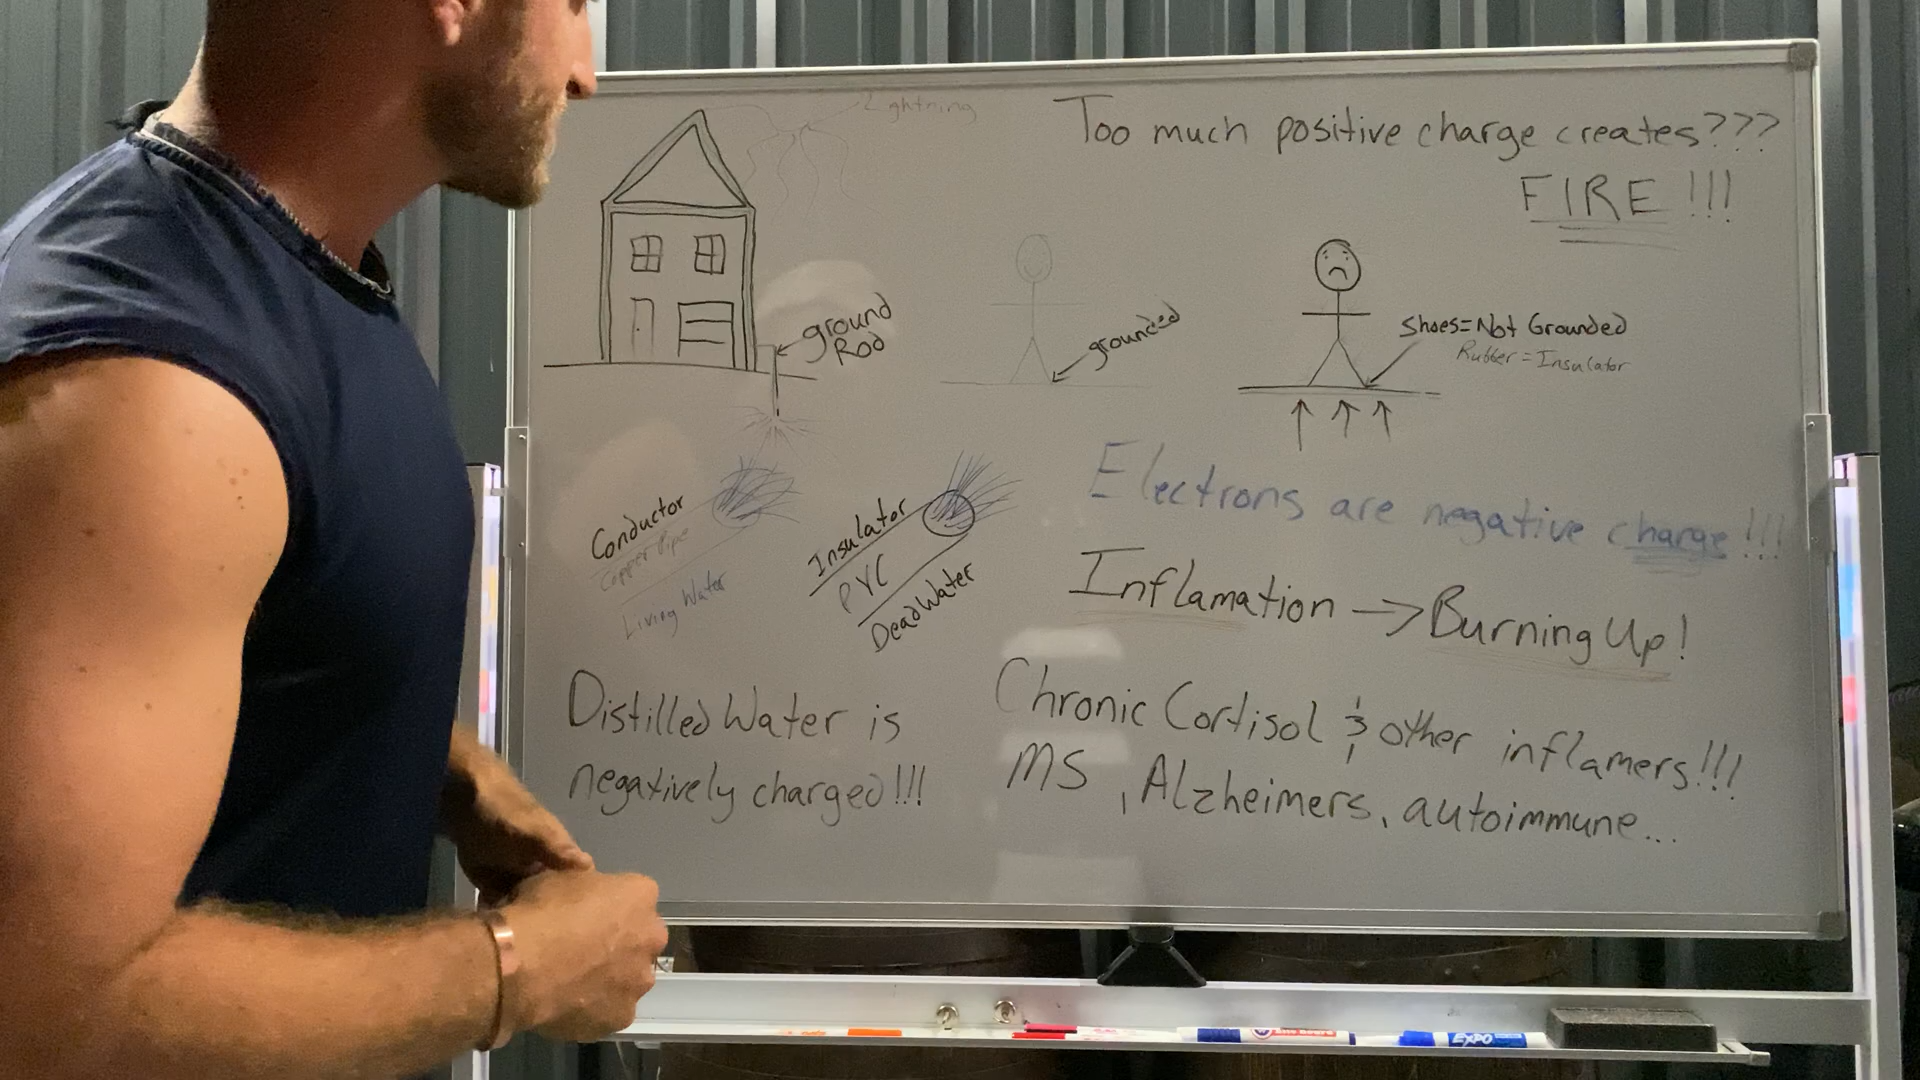 Lightning
Too much positive charge creates???
FIRE!!!
ground
Rod
grounded
Shoes=Not Grounded
Rubber=Insulator
Conductor
Copper Pipe
Living Water
Insulator
PVC
Dead Water
Electrons are negative charge!!!
Inflamation → Burning Up!
Distilled Water is
negatively charged!!!
Chronic Cortisol & other inflamers!!!
MS, Alzheimers, autoimmune...
EXPO